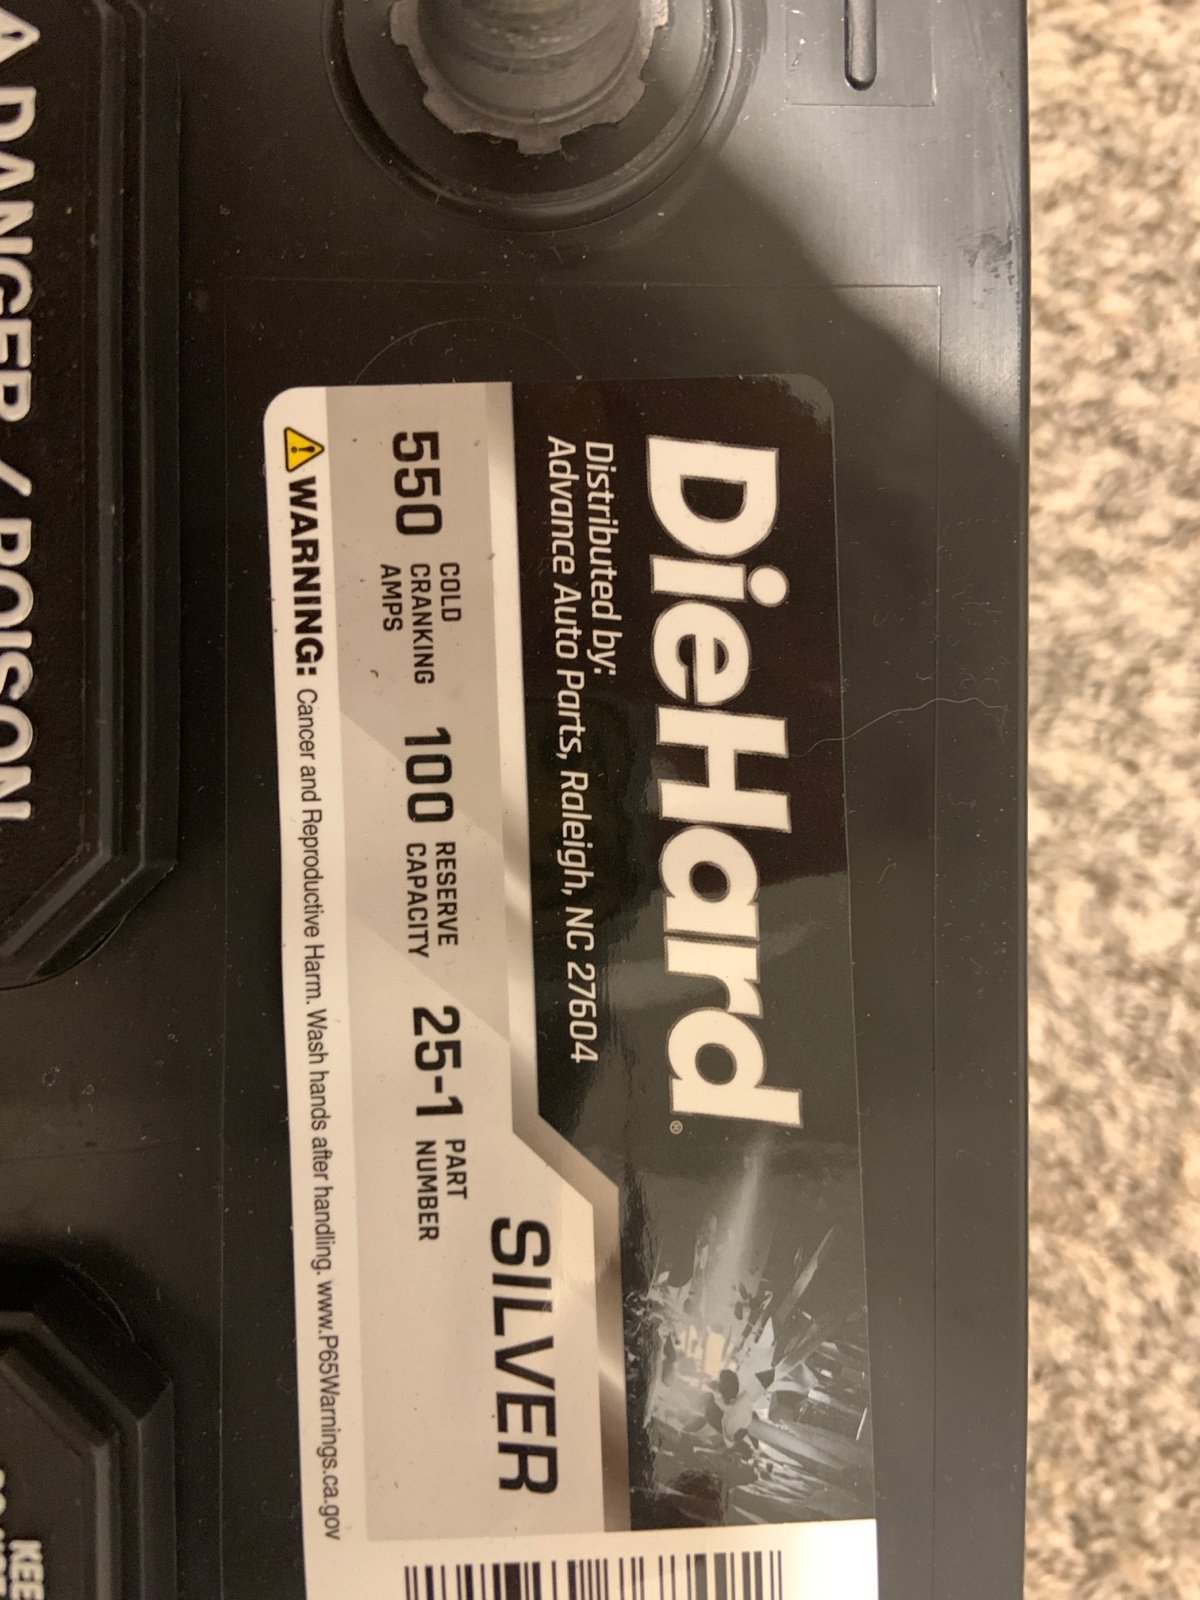 DieHard®
Distributed by:
Advance Auto Parts, Raleigh, NC 27604
SILVER
550 COLD CRANKING AMPS
100 RESERVE CAPACITY
25-1 PART NUMBER
⚠WARNING: Cancer and Reproductive Harm. Wash hands after handling. www.P65Warnings.ca.gov
DANGER / POISON